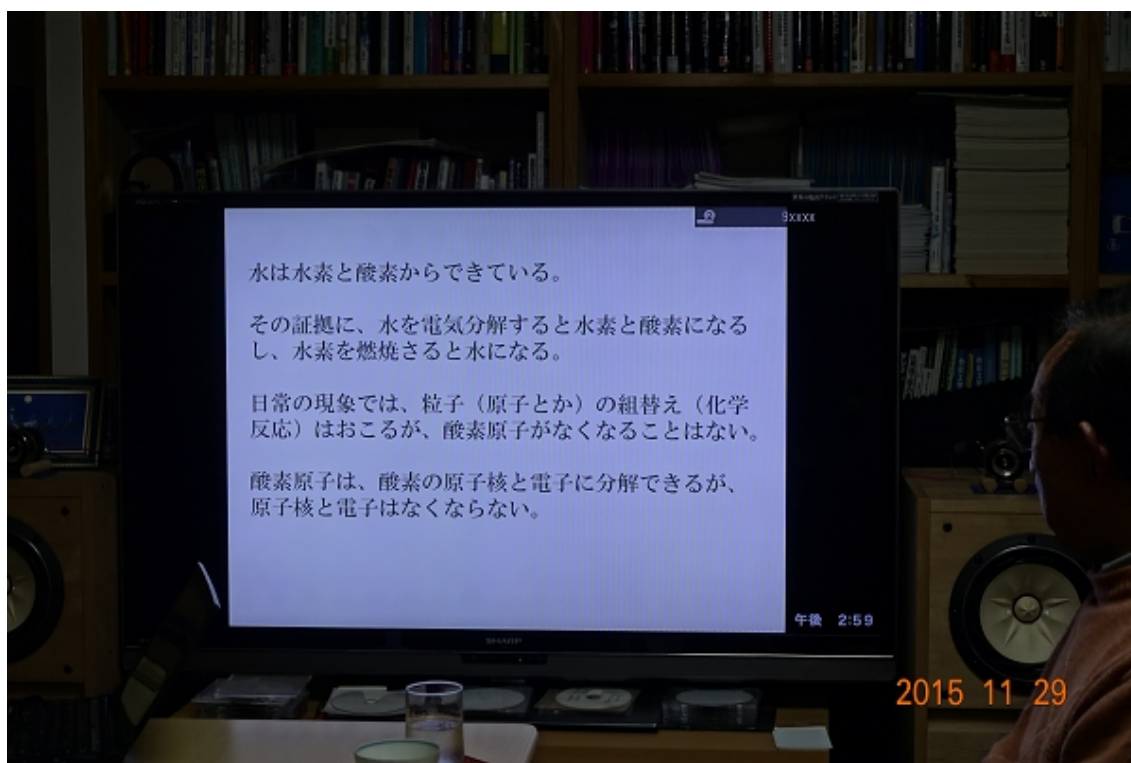 9xxxx
水は水素と酸素からできている。
その証拠に、水を電気分解すると水素と酸素になる
し、水素を燃焼さると水になる。
日常の現象では、粒子（原子とか）の組替え（化学
反応）はおこるが、酸素原子がなくなることはない。
酸素原子は、酸素の原子核と電子に分解できるが、
原子核と電子はなくならない。
午後 2:59
SHARP
2015 11 29